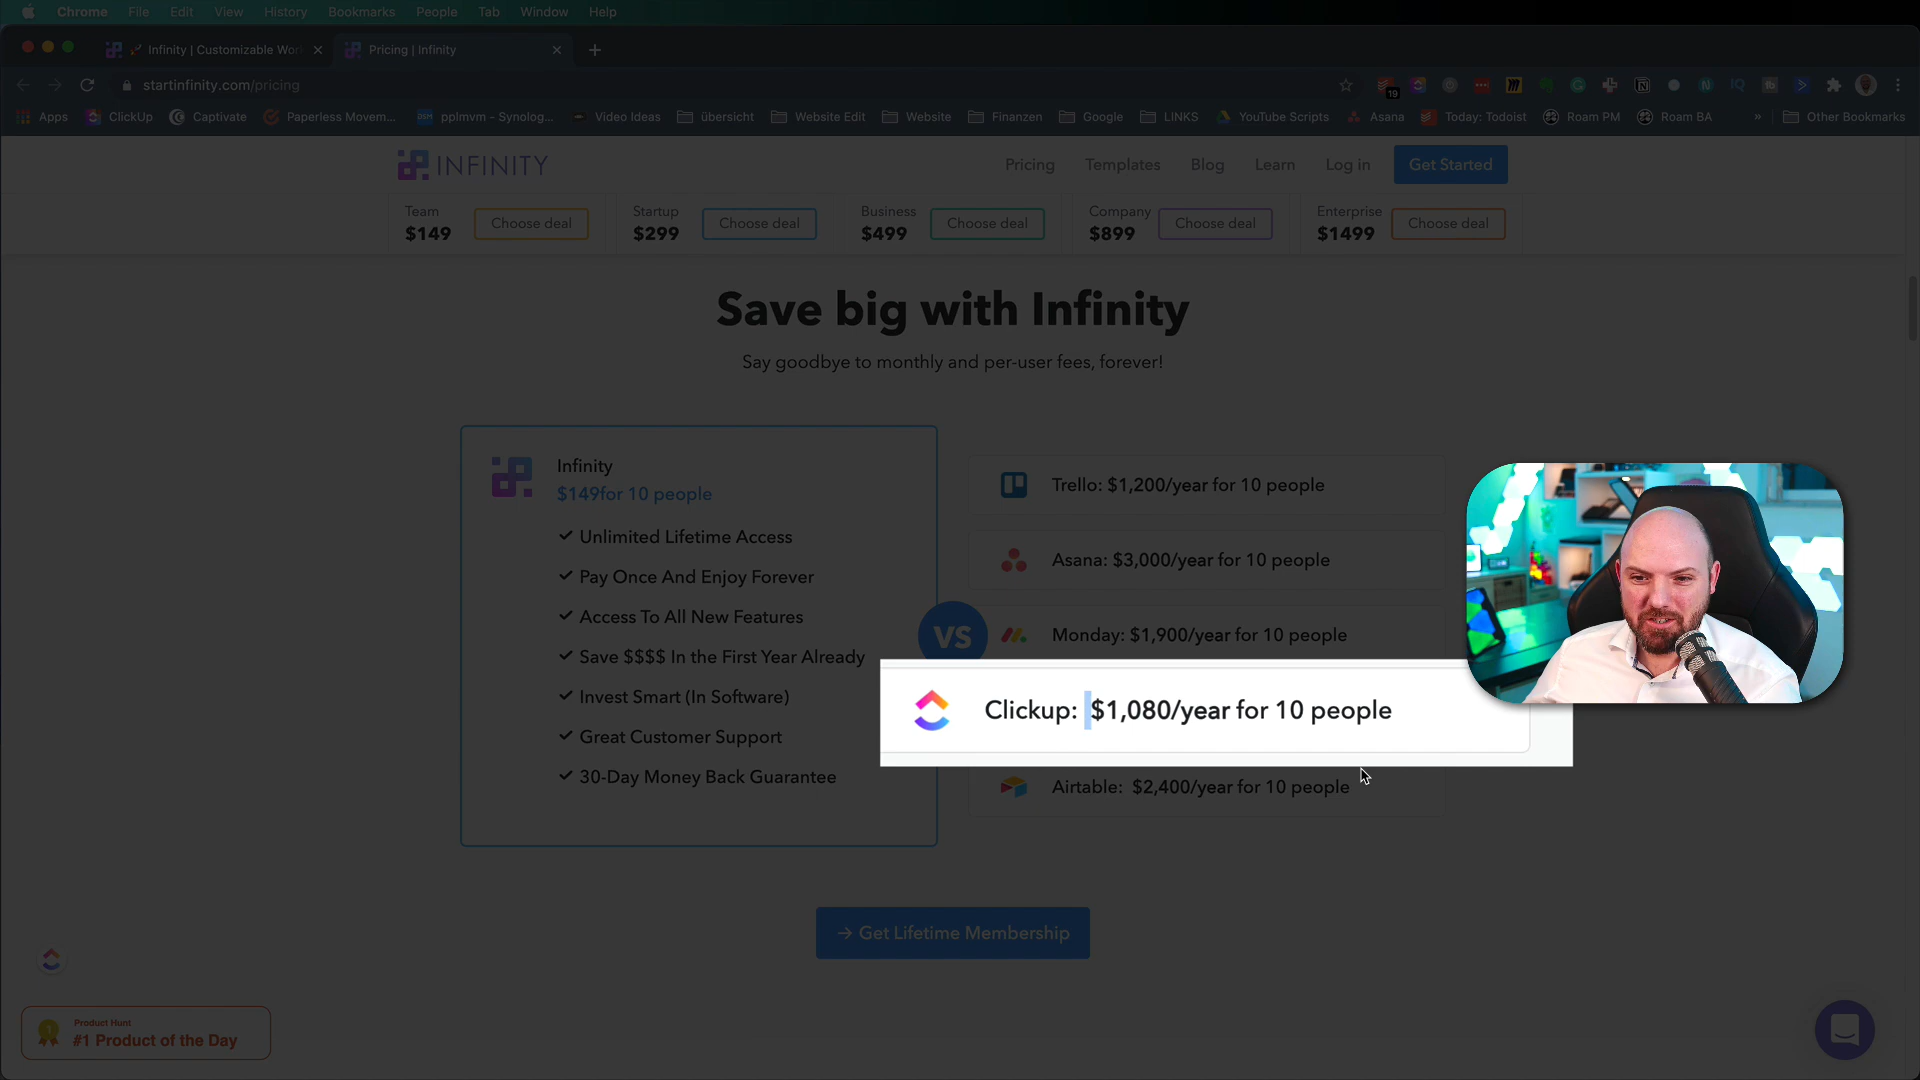 Chrome File Edit View History Bookmarks People Tab Window Help
Infinity | Customizable Wor
Pricing | Infinity
startinfinity.com/pricing
19
Apps ClickUp Captivate Paperless Movem... pplmvm – Synolog... Video Ideas übersicht Website Edit Website Finanzen Google LINKS YouTube Scripts Asana Today: Todoist Roam PM Roam BA » Other Bookmarks
INFINITY
Pricing Templates Blog Learn Log in Get Started
Team
$149
Choose deal
Startup
$299
Choose deal
Business
$499
Choose deal
Company
$899
Choose deal
Enterprise
$1499
Choose deal
Save big with Infinity
Say goodbye to monthly and per-user fees, forever!
Infinity
$149for 10 people
Unlimited Lifetime Access
Pay Once And Enjoy Forever
Access To All New Features
Save $$$$ In the First Year Already
Invest Smart (In Software)
Great Customer Support
30-Day Money Back Guarantee
VS
Trello: $1,200/year for 10 people
Asana: $3,000/year for 10 people
Monday: $1,900/year for 10 people
Clickup: $1,080/year for 10 people
Airtable: $2,400/year for 10 people
→ Get Lifetime Membership
Product Hunt
#1 Product of the Day